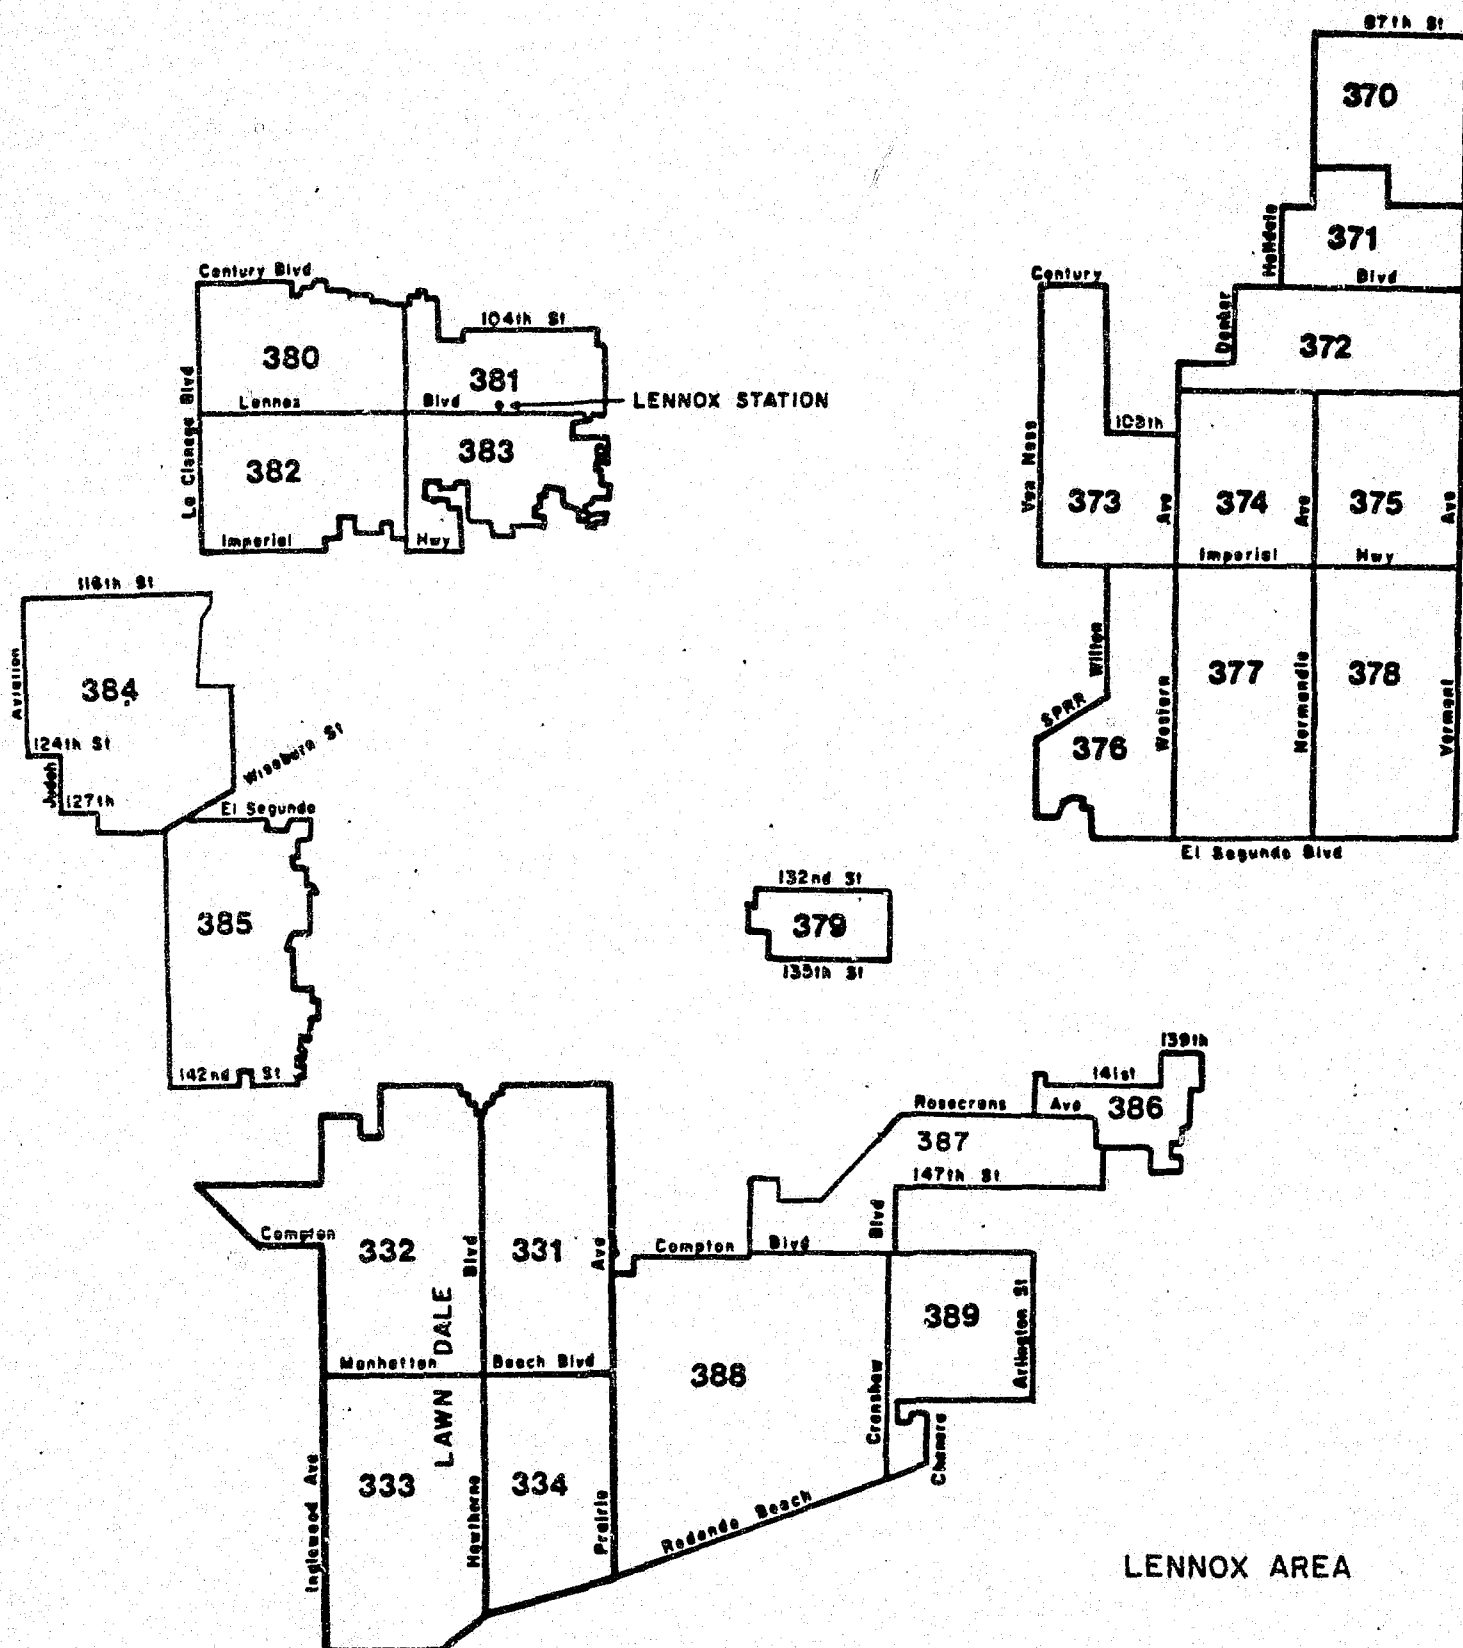 87th St
370
371
Halldale
Blvd
Century
Denker
372
Century Blvd
104th St
380
381
La Cienega Blvd
Lennox Blvd
LENNOX STATION
382
383
Imperial Hwy
108th
Van Ness
373
Ave
374
Ave
375
Ave
Imperial Hwy
116th St
Aviation
384
124th St
Judah
127th
Wiseburn St
El Segundo
385
142nd St
Wilton
SPRR
376
Western
377
Normandie
378
Vermont
El Segundo Blvd
132nd St
379
135th St
139th
141st
386
Rosecrans Ave
387
147th St
Blvd
Compton
332
Blvd
331
Ave
Compton Blvd
389
Arlington St
LAWN DALE
Manhattan Beach Blvd
388
Crenshaw
333
334
Inglewood Ave
Hawthorne
Prairie
Redondo Beach
LENNOX AREA